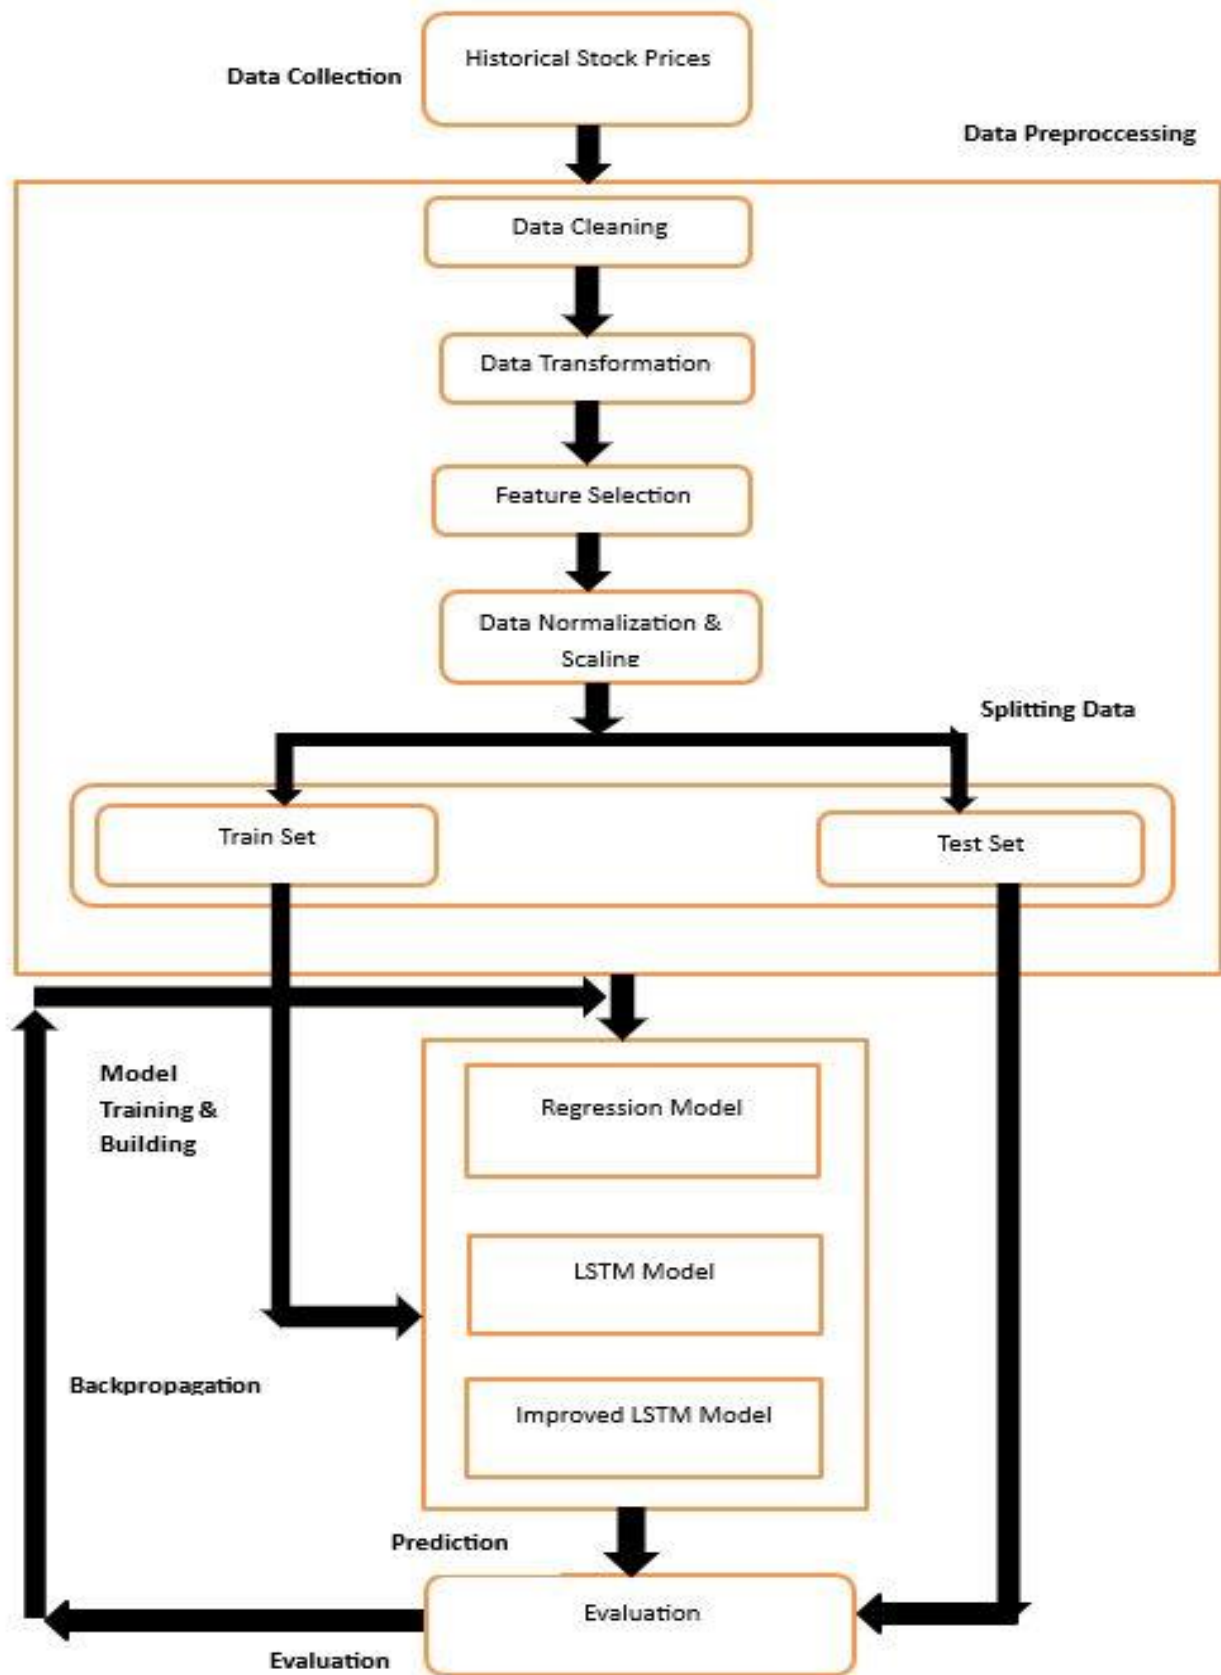 Historical Stock Prices
Data Collection
Data Preproccessing
Data Cleaning
Data Transformation
Feature Selection
Data Normalization &
Scaling
Splitting Data
Train Set
Test Set
Model
Training &
Building
Regression Model
LSTM Model
Backpropagation
Improved LSTM Model
Prediction
Evaluation
Evaluation